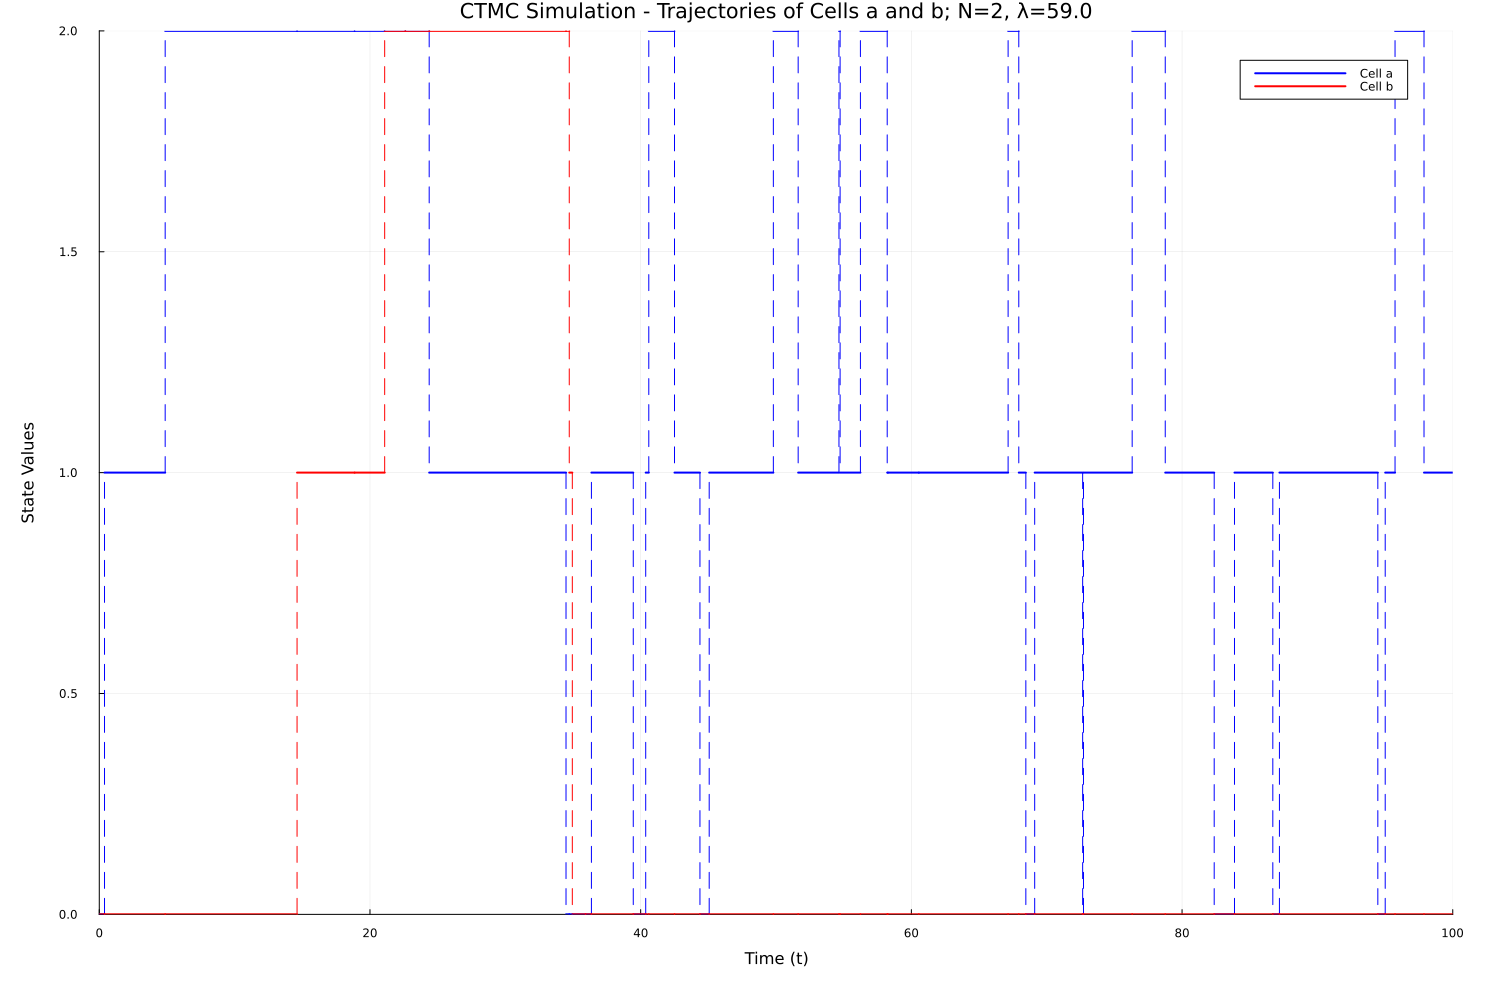 CTMC Simulation - Trajectories of Cells a and b; N=2, λ=59.0
2.0
Cell a
Cell b
1.5
1.0
State Values
0.5
0.0
0 20 40 60 80 100
Time (t)